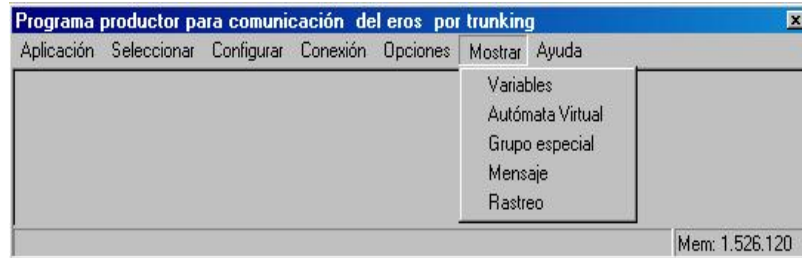 Programa productor para comunicación del eros por trunking
Aplicación Seleccionar Configurar Conexión Opciones Mostrar Ayuda
Variables
Autómata Virtual
Grupo especial
Mensaje
Rastreo
Mem: 1.526.120